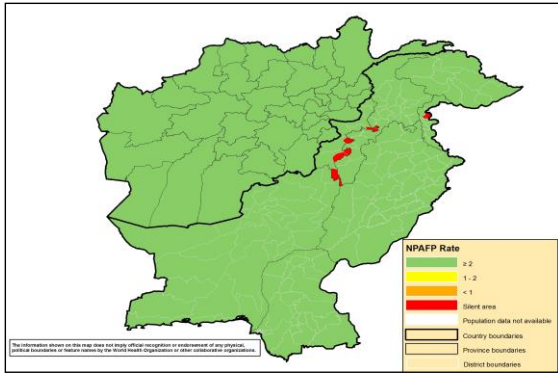 NPAFP Rate
≥ 2
1 - 2
< 1
Silent area
Population data not available
Country boundaries
Province boundaries
District boundaries
The information shown on this map does not imply official recognition or endorsement of any physical,
political boundaries or feature names by the World Health Organization or other collaborative organizations.